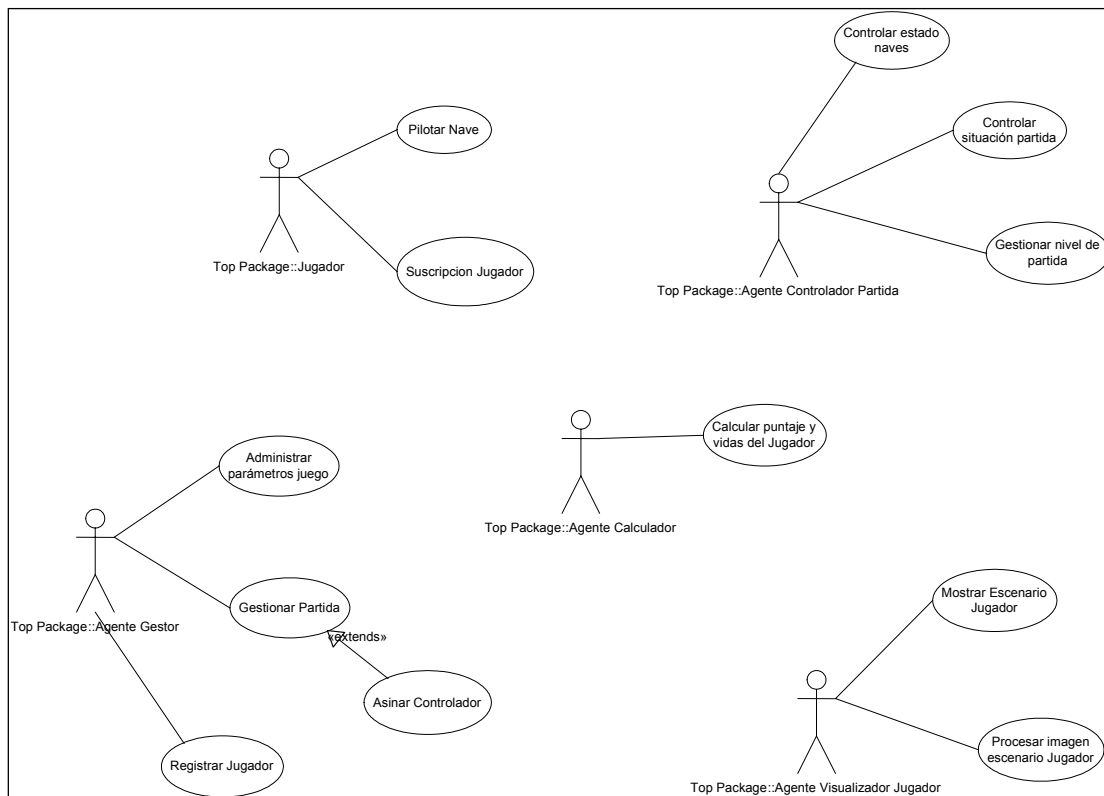 Controlar estado
naves
Pilotar Nave
Controlar
situación partida
Top Package::Jugador
Suscripcion Jugador
Gestionar nivel de
partida
Top Package::Agente Controlador Partida
Calcular puntaje y
vidas del Jugador
Administrar
parámetros juego
Top Package::Agente Calculador
Mostrar Escenario
Jugador
Gestionar Partida
Top Package::Agente Gestor
«extends»
Asinar Controlador
Procesar imagen
escenario Jugador
Registrar Jugador
Top Package::Agente Visualizador Jugador